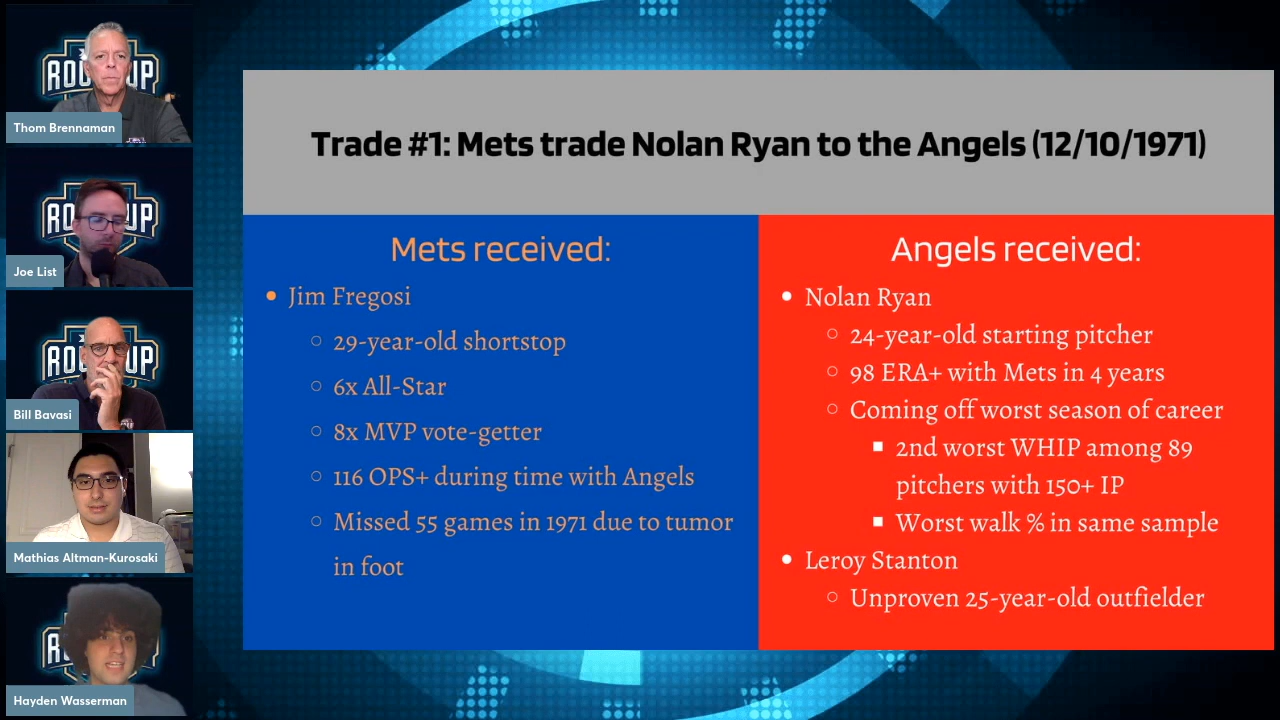 Trade #1: Mets trade Nolan Ryan to the Angels (12/10/1971)
Mets received:
• Jim Fregosi
○ 29-year-old shortstop
○ 6x All-Star
○ 8x MVP vote-getter
○ 116 OPS+ during time with Angels
○ Missed 55 games in 1971 due to tumor
in foot
Angels received:
• Nolan Ryan
○ 24-year-old starting pitcher
○ 98 ERA+ with Mets in 4 years
○ Coming off worst season of career
■ 2nd worst WHIP among 89
pitchers with 150+ IP
■ Worst walk % in same sample
• Leroy Stanton
○ Unproven 25-year-old outfielder
Thom Brennaman
Joe List
Bill Bavasi
Mathias Altman-Kurosaki
Hayden Wasserman